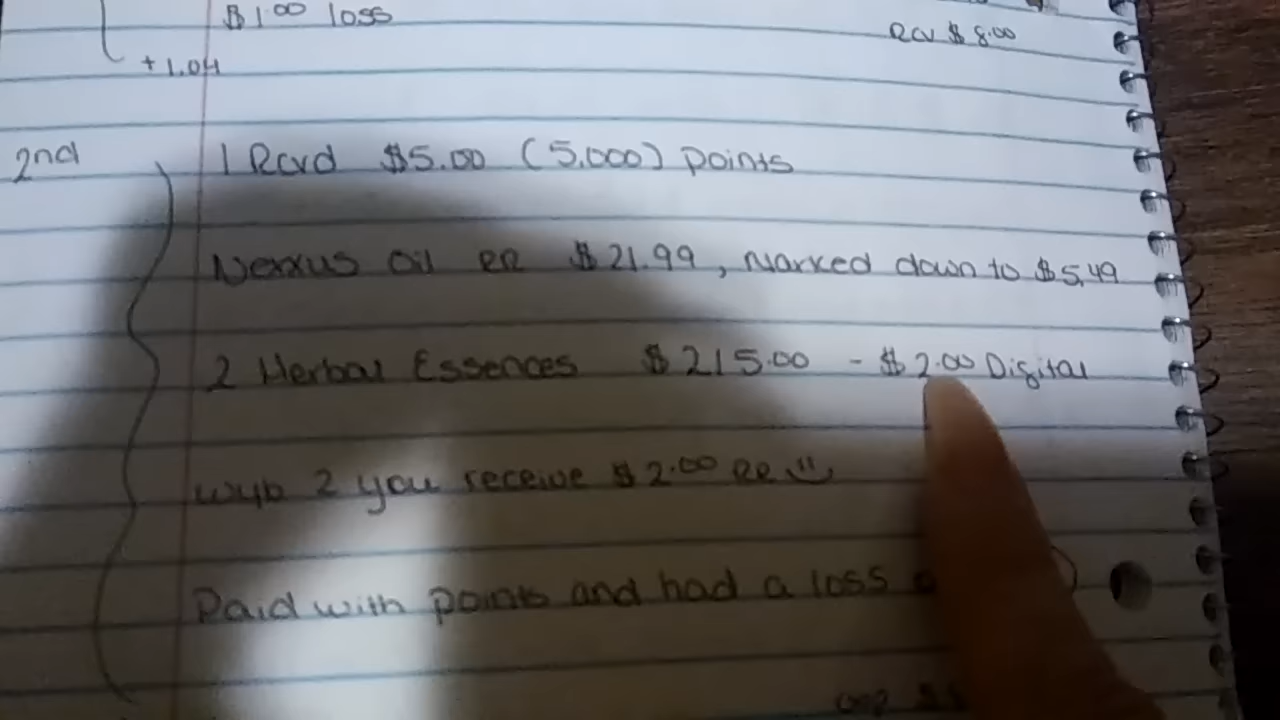 $1.00 loss
Rcv $8.00
+1.04
2nd
1 Rcvd $5.00 (5,000) points
Nexxus oil RR $21.99, Marked down to $5.49
2 Herbal Essences $215.00 - $2.00 Digital
wyb 2 you receive $2.00 RR
Paid with points and had a loss